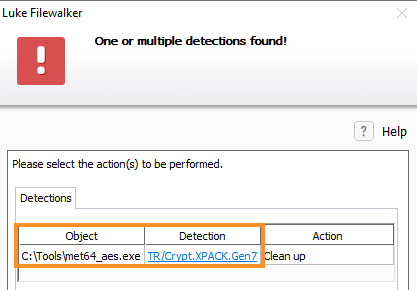 Luke Filewalker
One or multiple detections found!
? Help
Please select the action(s) to be performed.
Detections
Object Detection Action
C:\Tools\met64_aes.exe TR/Crypt.XPACK.Gen7 Clean up